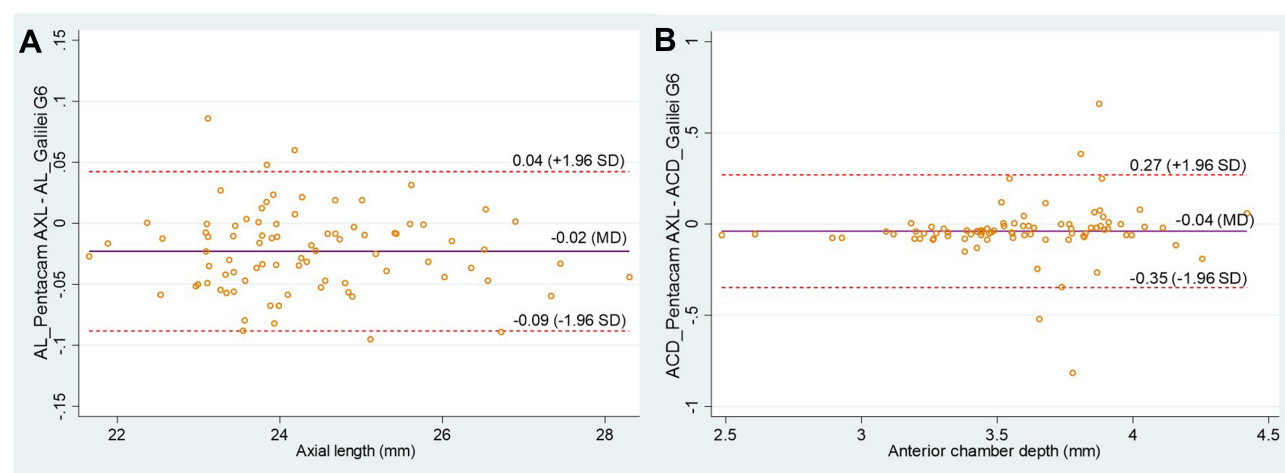 A
AL_Pentacam AXL - AL_Galilei G6
.15
.1
.05
0
-.05
-.1
-.15
0.04 (+1.96 SD)
-0.02 (MD)
-0.09 (-1.96 SD)
22 24 26 28
Axial length (mm)
B
ACD_Pentacam AXL - ACD_Galilei G6
1
.5
0
-.5
-1
0.27 (+1.96 SD)
-0.04 (MD)
-0.35 (-1.96 SD)
2.5 3 3.5 4 4.5
Anterior chamber depth (mm)